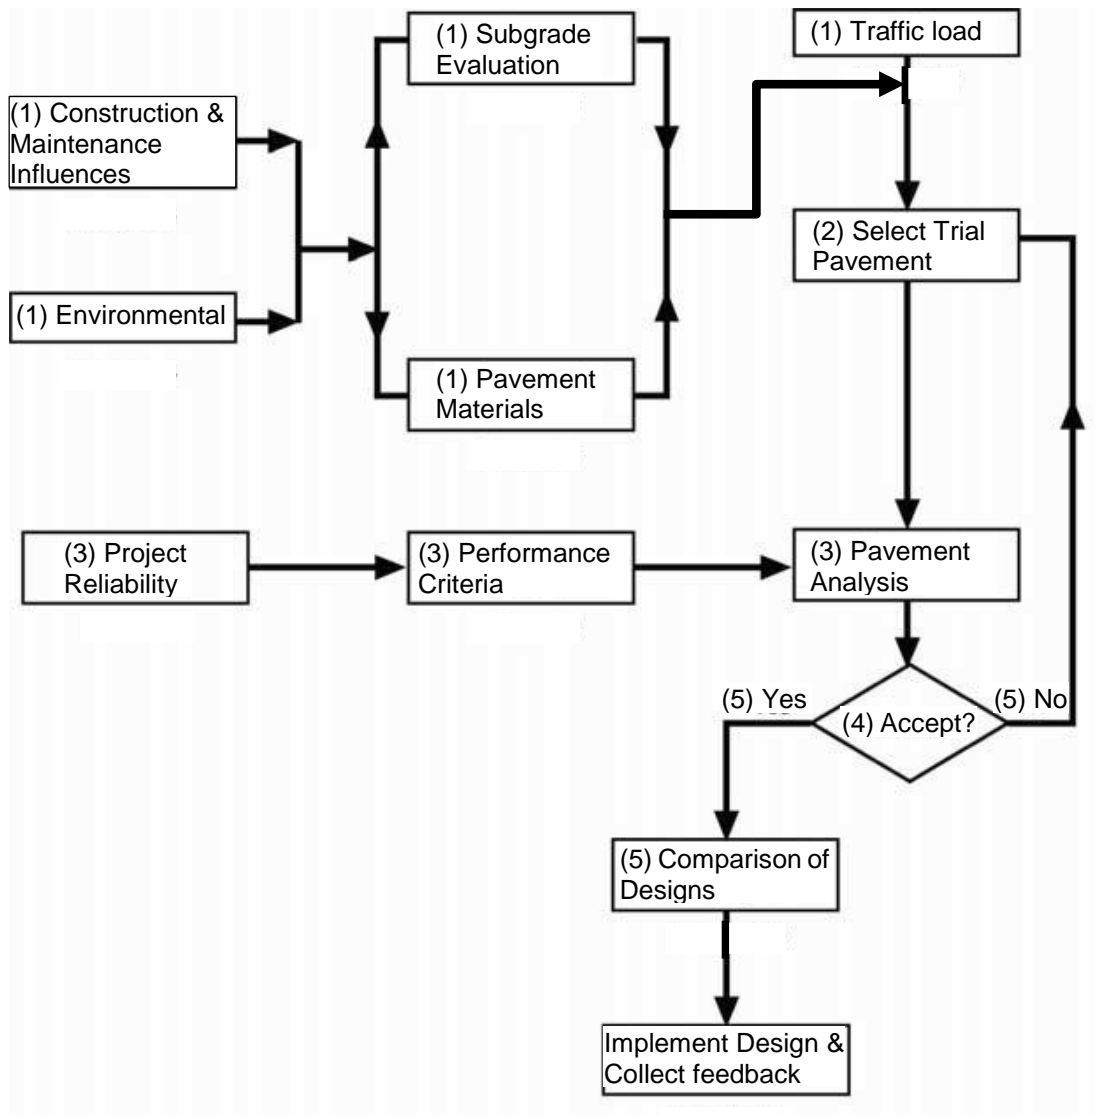 (1) Subgrade
Evaluation
(1) Traffic load
(1) Construction &
Maintenance
Influences
(2) Select Trial
Pavement
(1) Environmental
(1) Pavement
Materials
(3) Project
Reliability
(3) Performance
Criteria
(3) Pavement
Analysis
(5) Yes
(4) Accept?
(5) No
(5) Comparison of
Designs
Implement Design &
Collect feedback